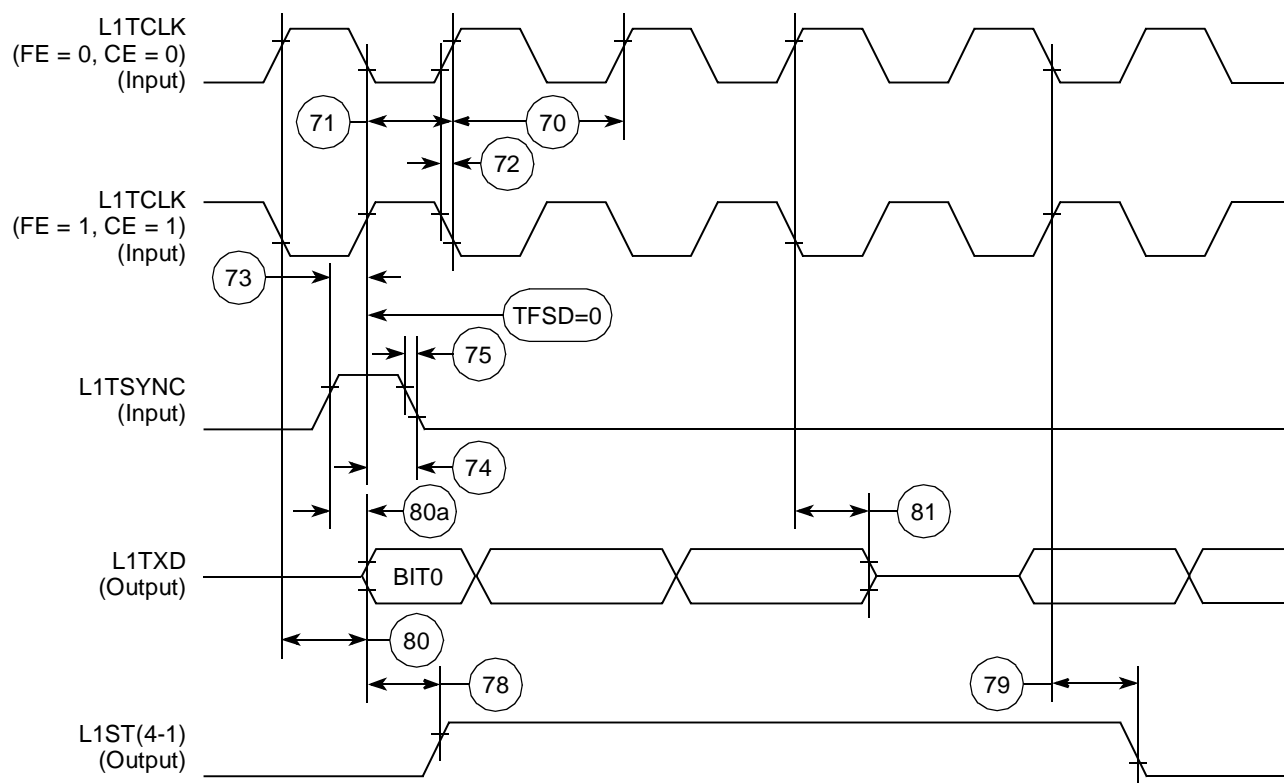 L1TCLK
(FE = 0, CE = 0)
(Input)
71
70
72
L1TCLK
(FE = 1, CE = 1)
(Input)
73
TFSD=0
75
L1TSYNC
(Input)
74
80a
81
L1TXD
(Output)
BIT0
80
78
79
L1ST(4-1)
(Output)